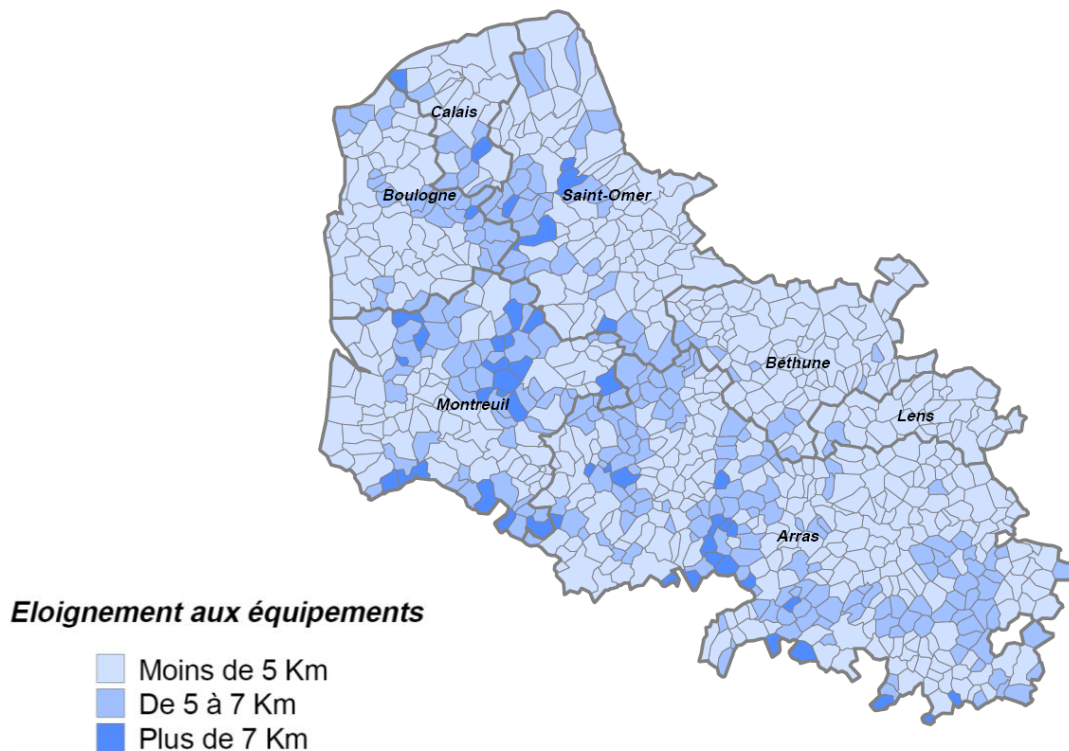 Calais
Boulogne
Saint-Omer
Béthune
Montreuil
Lens
Arras
Eloignement aux équipements
Moins de 5 Km
De 5 à 7 Km
Plus de 7 Km